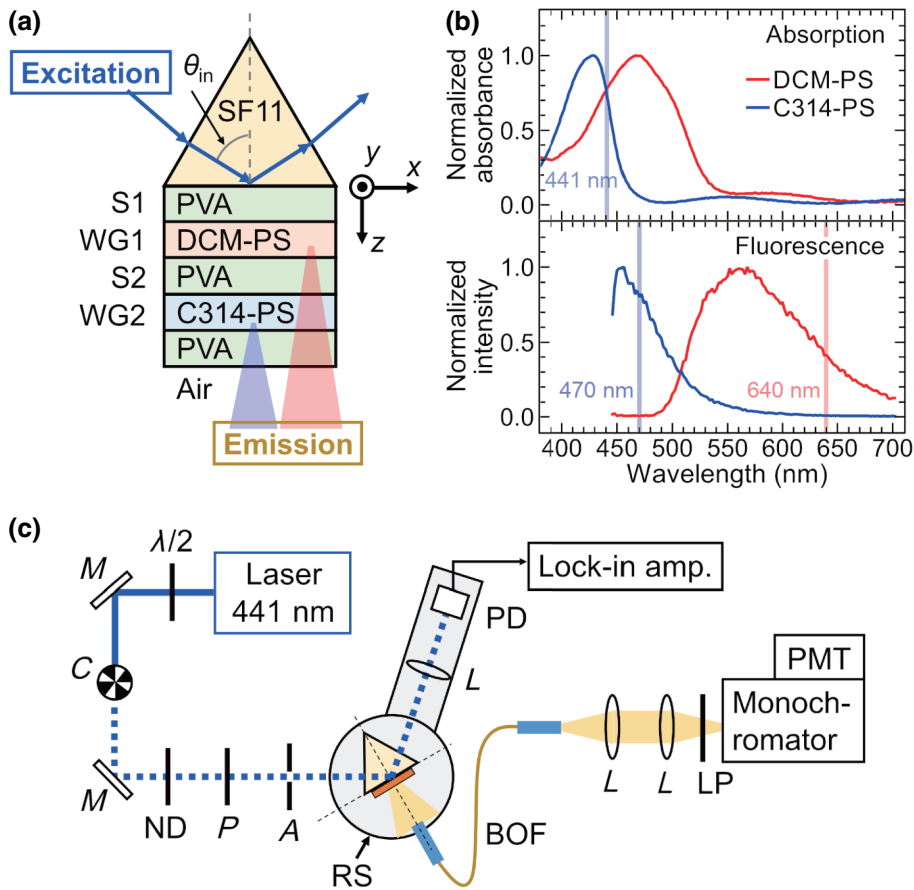 (a)
Excitation
θin
SF11
y
x
z
S1 PVA
WG1 DCM-PS
S2 PVA
WG2 C314-PS
PVA
Air
Emission
(b)
Normalized
absorbance
1.0
0.5
0.0
Absorption
DCM-PS
C314-PS
441 nm
Normalized
intensity
1.0
0.5
0.0
Fluorescence
470 nm
640 nm
400 450 500 550 600 650 700
Wavelength (nm)
(c)
M
λ/2
Laser
441 nm
C
M
ND
P
A
RS
PD
L
Lock-in amp.
BOF
L
L
LP
PMT
Monoch-
romator